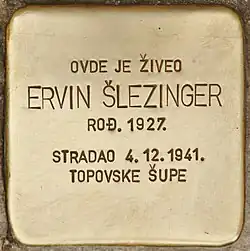 OVDE JE ŽIVEO
ERVIN ŠLEZINGER
ROĐ. 1927.
STRADAO 4.12.1941.
TOPOVSKE ŠUPE